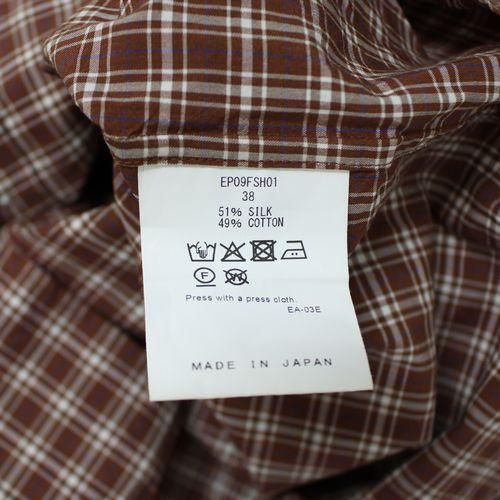 EP09FSH01
38
51% SILK
49% COTTON
F W
Press with a press cloth.
EA-03E
MADE IN JAPAN